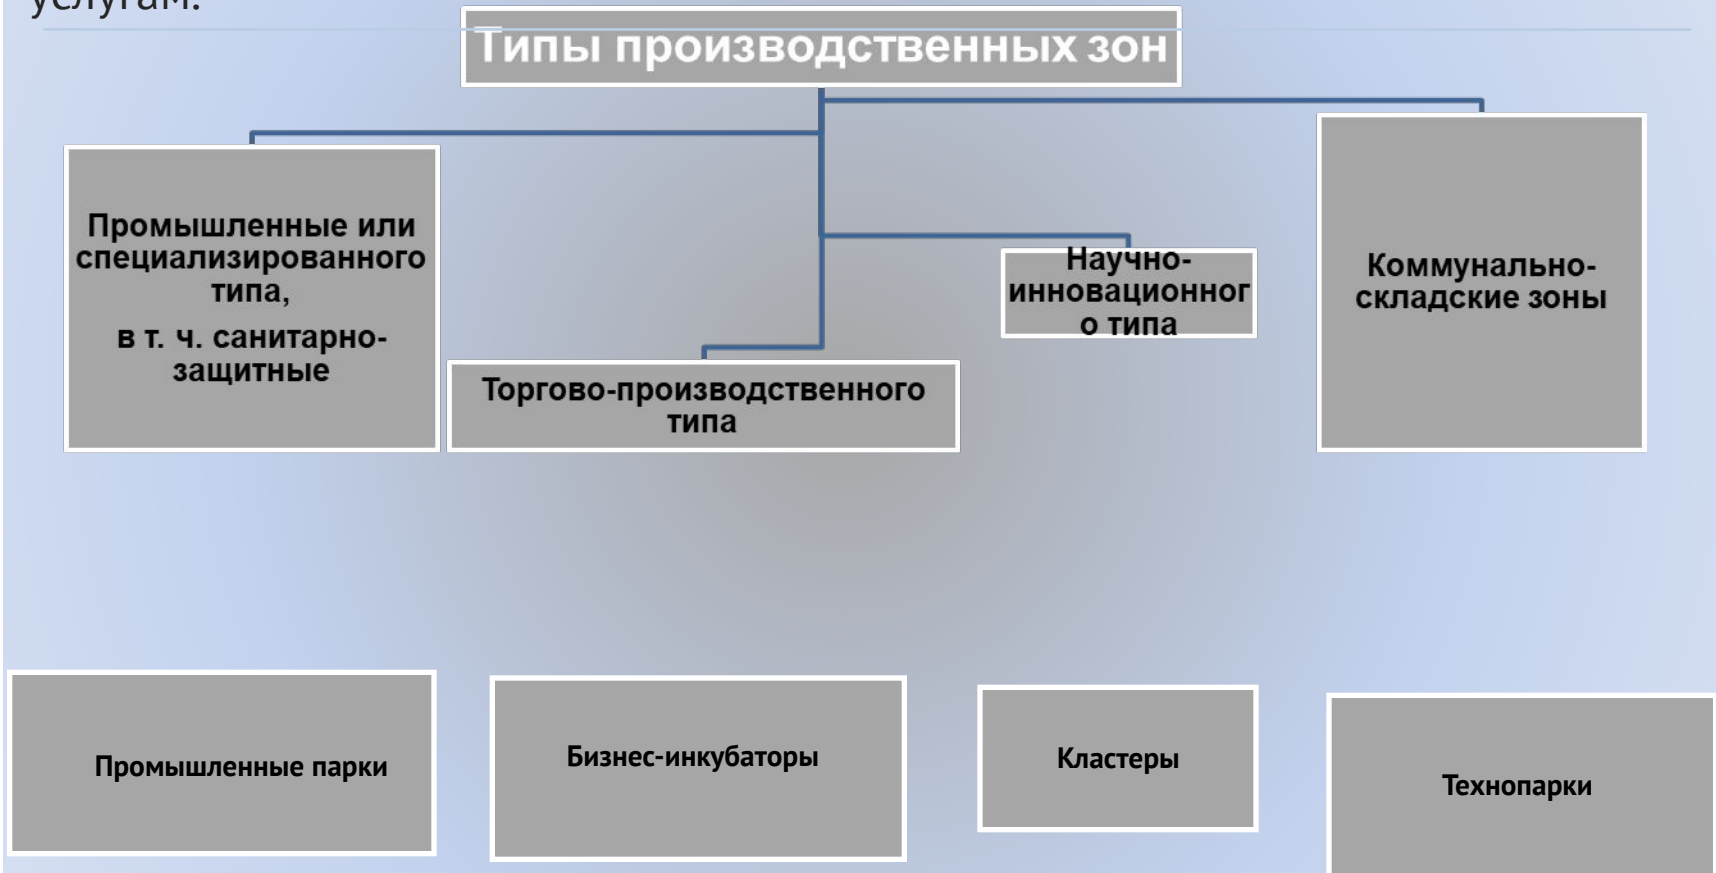 услугам.
Типы производственных зон
Промышленные или
специализированного
типа,
в т. ч. санитарно-
защитные
Торгово-производственного
типа
Научно-
инновационног
о типа
Коммунально-
складские зоны
Промышленные парки
Бизнес-инкубаторы
Кластеры
Технопарки